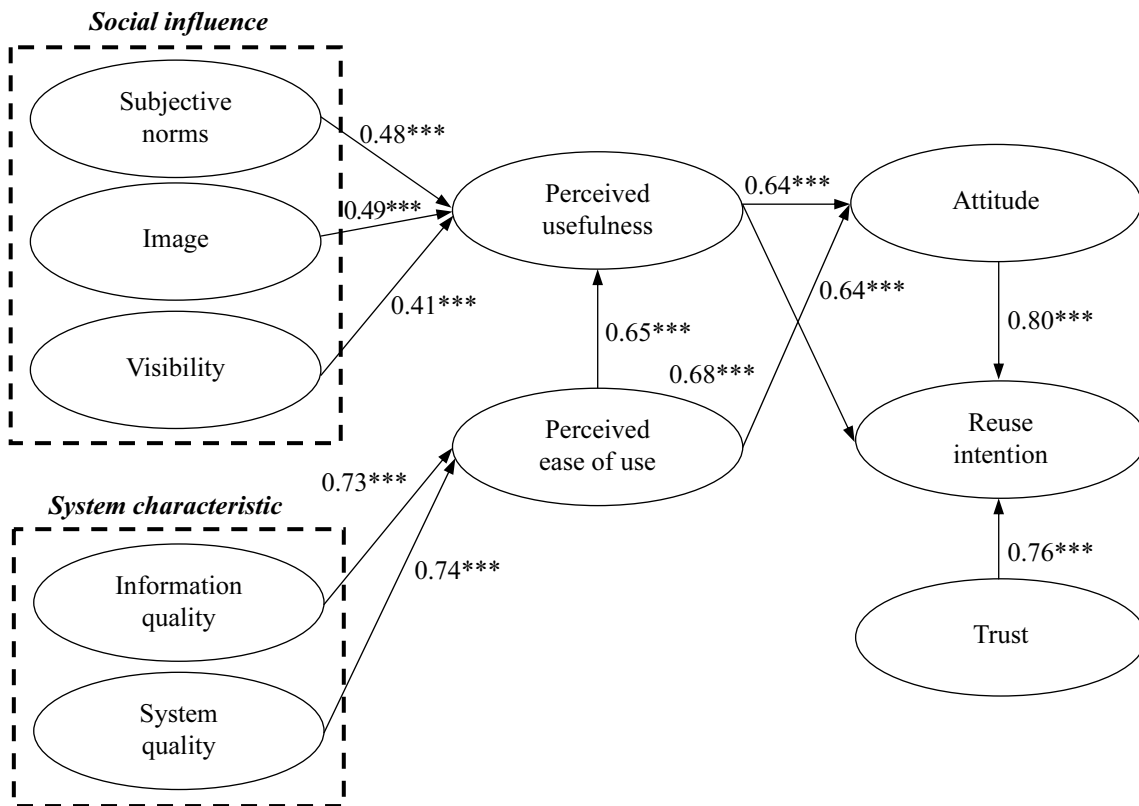 Social influence
Subjective
norms
0.48***
Image
0.49***
Visibility
0.41***
Perceived
usefulness
0.64***
Attitude
0.64***
0.65***
0.80***
0.68***
Perceived
ease of use
Reuse
intention
0.73***
System characteristic
Information
quality
0.74***
0.76***
System
quality
Trust